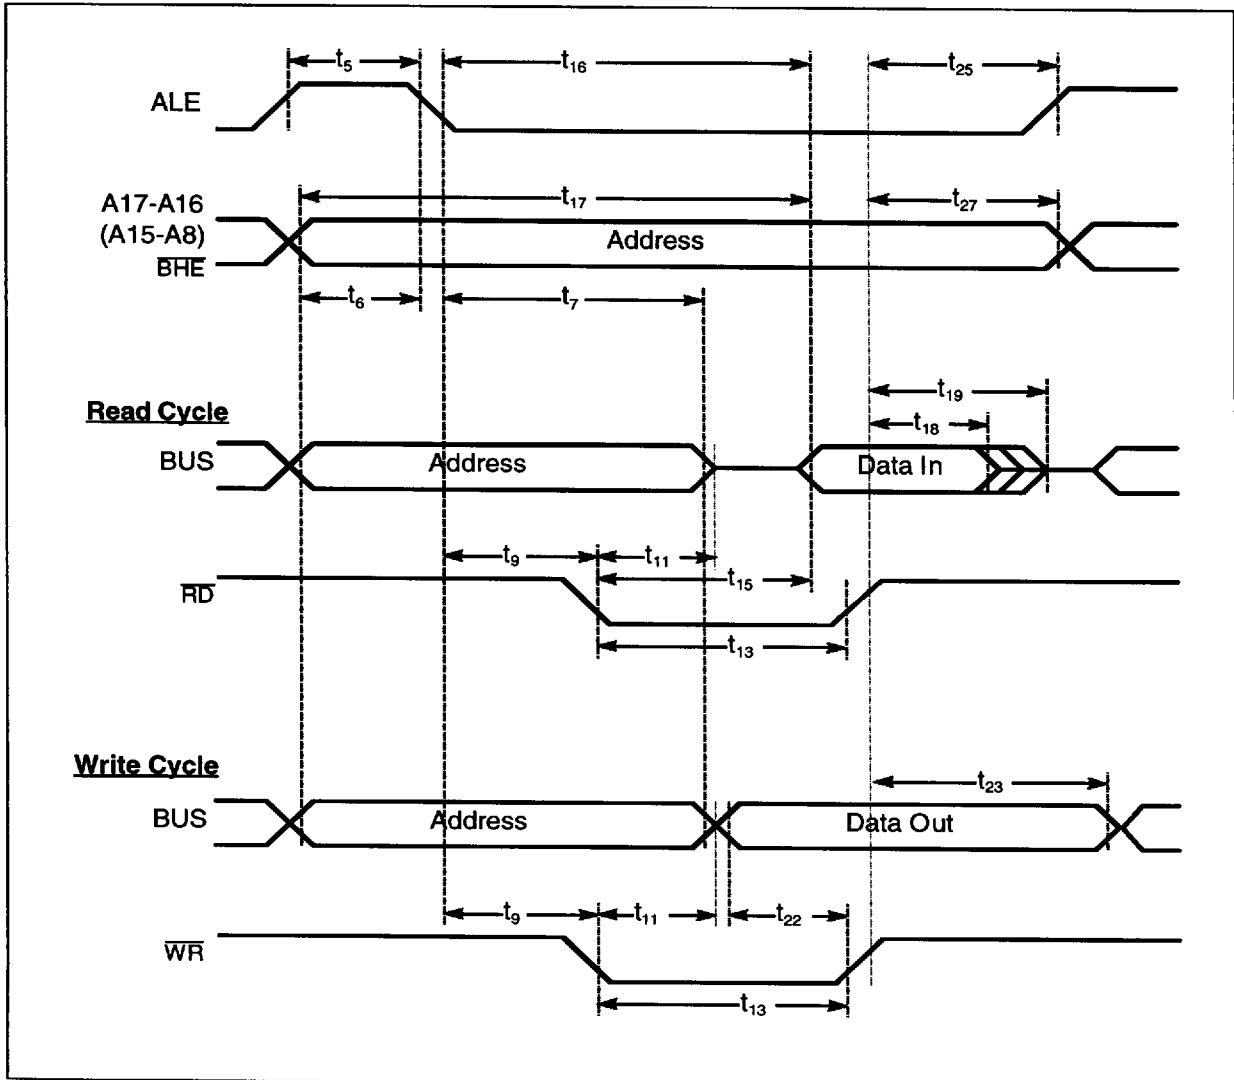 t5 t16 t25
ALE
A17-A16
(A15-A8)
BHE
t17 t27
Address
t6 t7
t19
Read Cycle
t18
BUS Address Data In
t9 t11
t15
RD
t13
Write Cycle
t23
BUS Address Data Out
t9 t11 t22
WR
t13